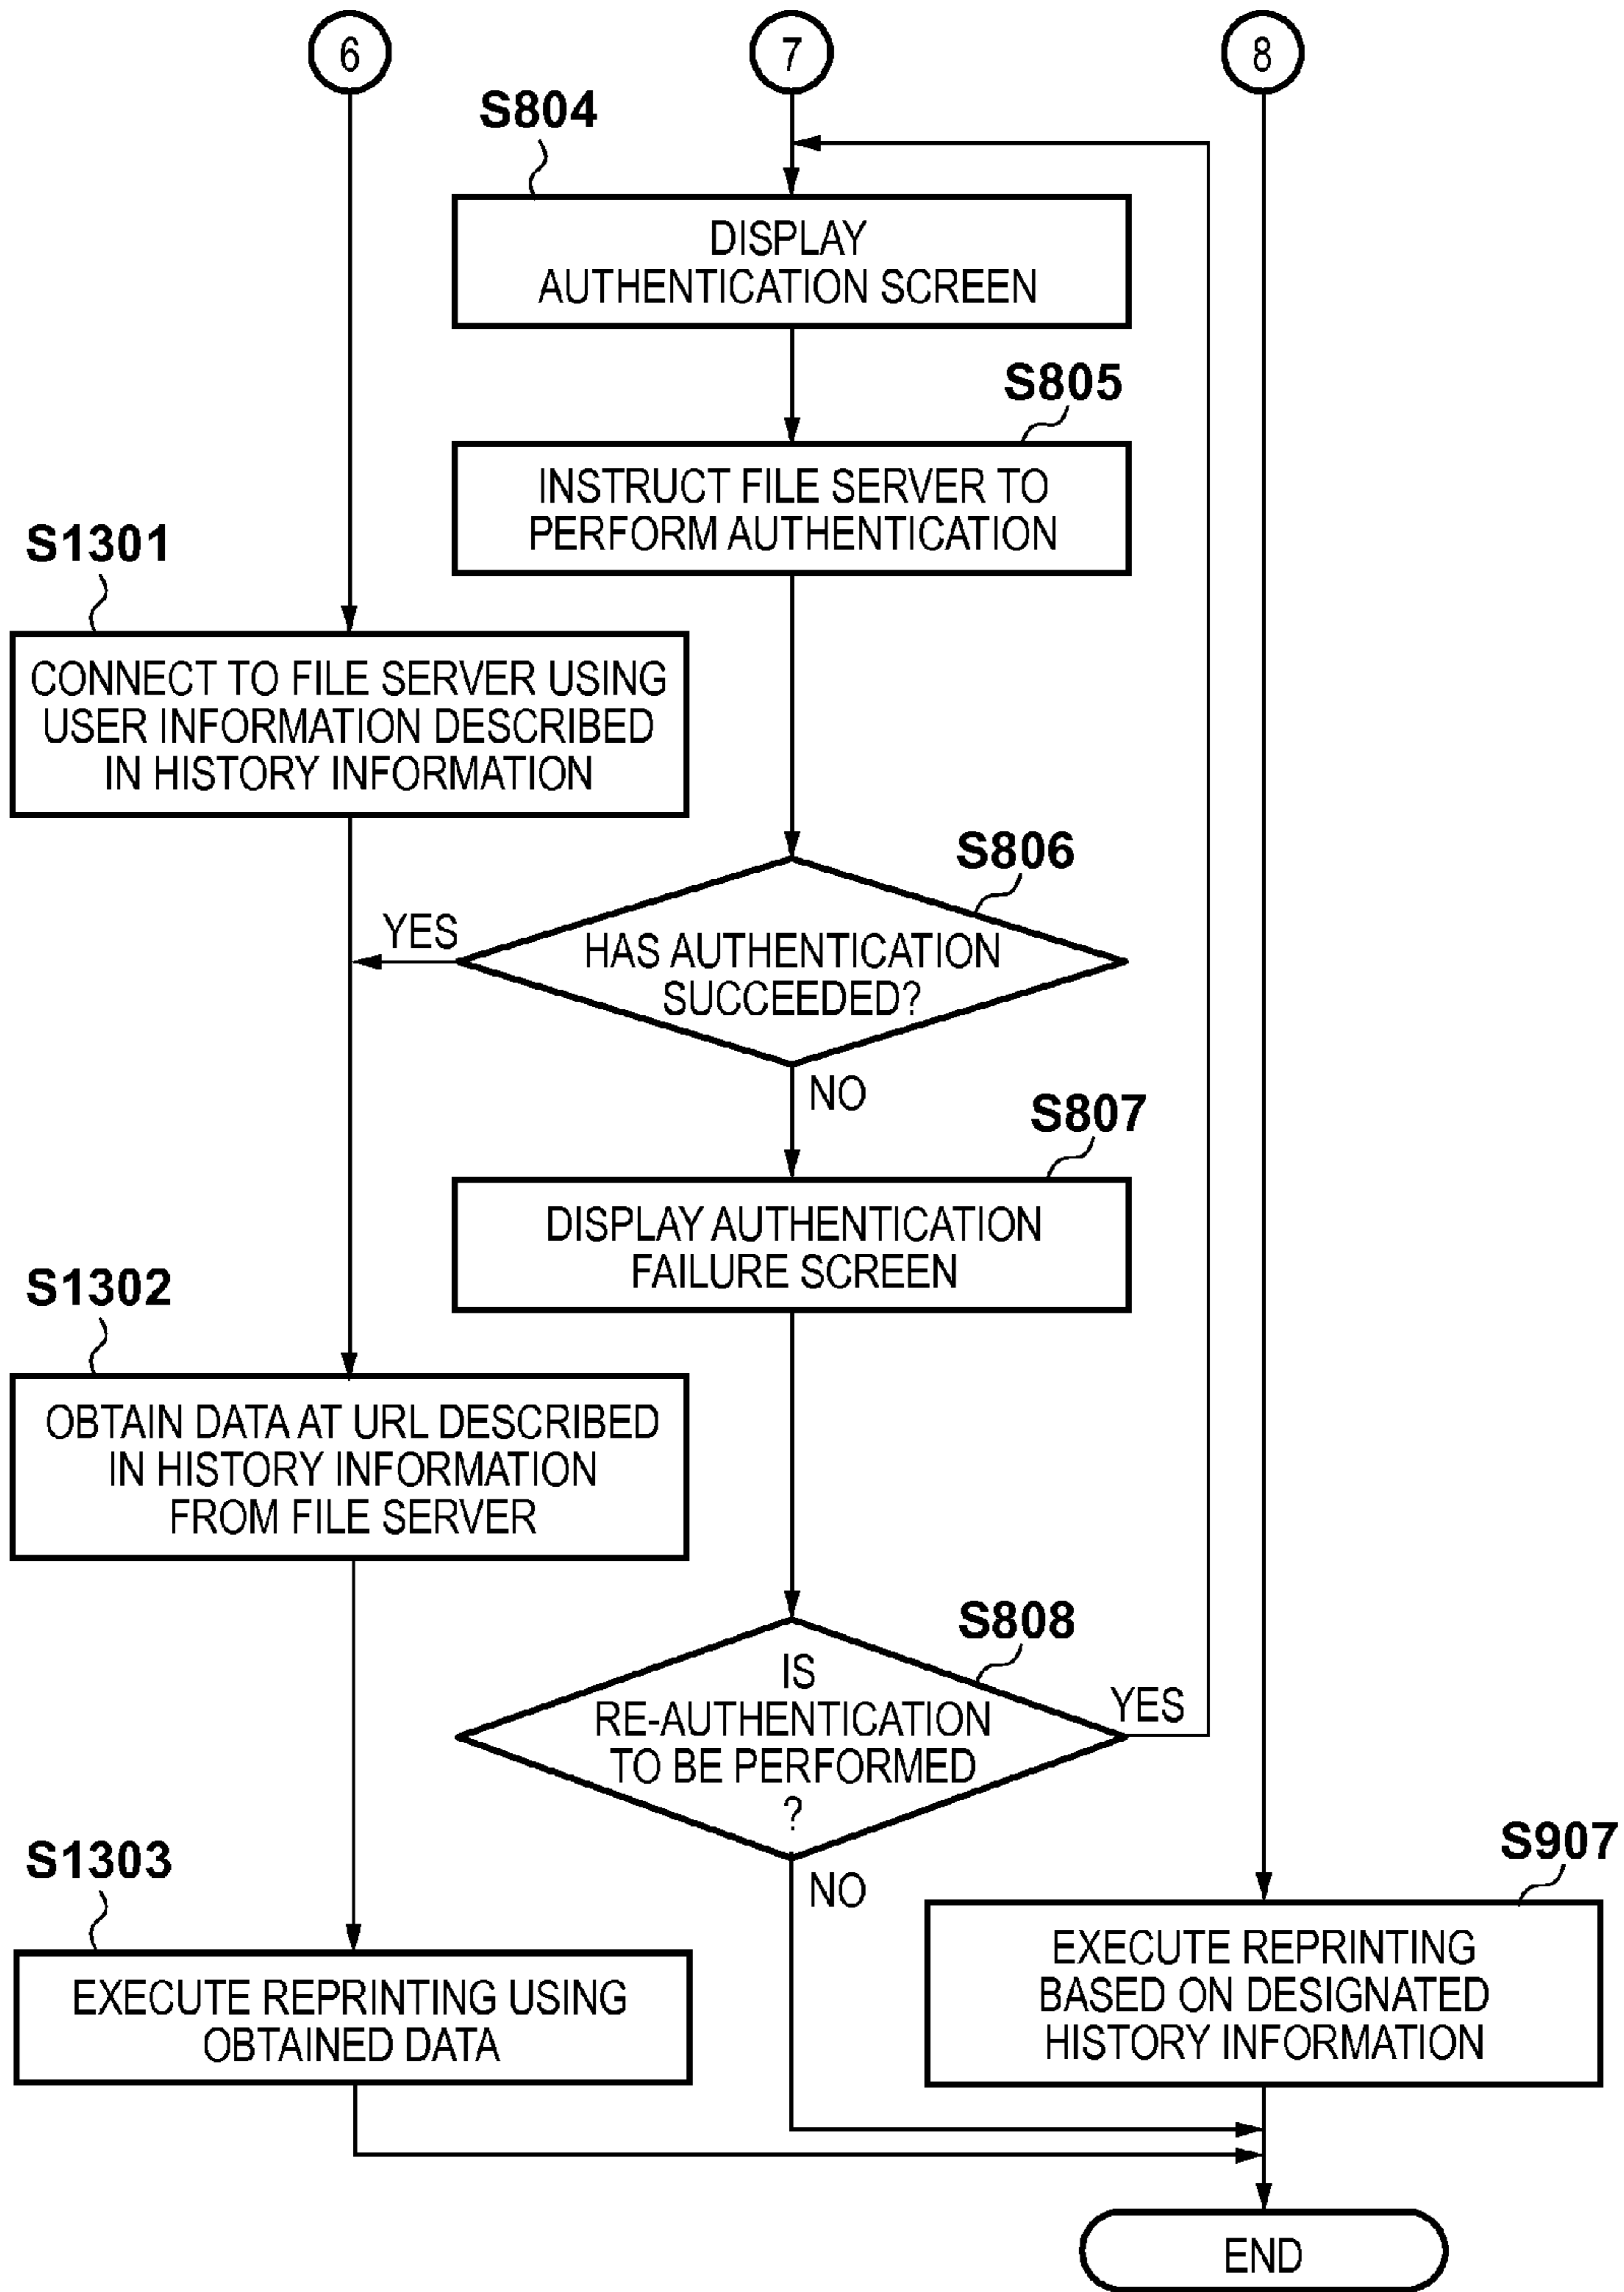 6
7
8
S804
DISPLAY
AUTHENTICATION SCREEN
S805
INSTRUCT FILE SERVER TO
PERFORM AUTHENTICATION
S1301
CONNECT TO FILE SERVER USING
USER INFORMATION DESCRIBED
IN HISTORY INFORMATION
S806
YES
HAS AUTHENTICATION
SUCCEEDED?
NO
S807
DISPLAY AUTHENTICATION
FAILURE SCREEN
S1302
OBTAIN DATA AT URL DESCRIBED
IN HISTORY INFORMATION
FROM FILE SERVER
S808
IS
RE-AUTHENTICATION
TO BE PERFORMED
?
YES
NO
S1303
EXECUTE REPRINTING USING
OBTAINED DATA
S907
EXECUTE REPRINTING
BASED ON DESIGNATED
HISTORY INFORMATION
END